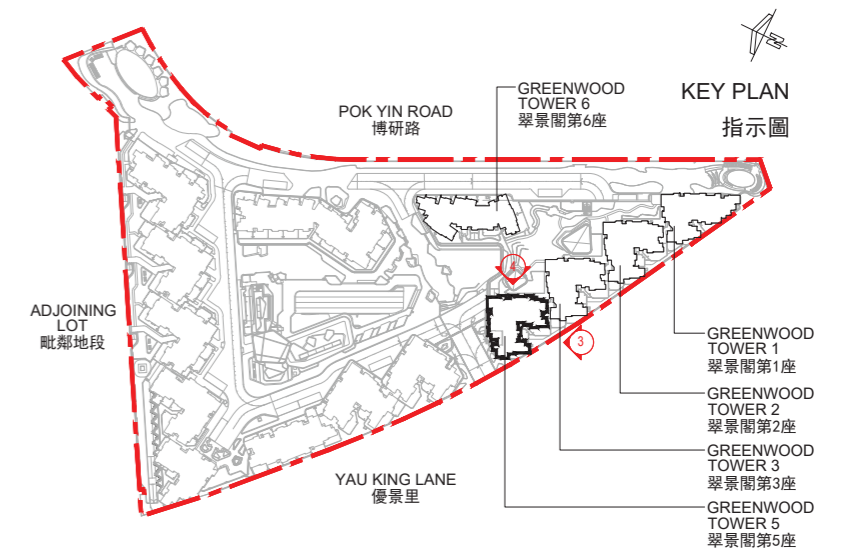 KEY PLAN
指示圖
GREENWOOD
TOWER 6
翠景閣第6座
POK YIN ROAD
博研路
ADJOINING
LOT
毗鄰地段
4
3
GREENWOOD
TOWER 1
翠景閣第1座
GREENWOOD
TOWER 2
翠景閣第2座
GREENWOOD
TOWER 3
翠景閣第3座
YAU KING LANE
優景里
GREENWOOD
TOWER 5
翠景閣第5座